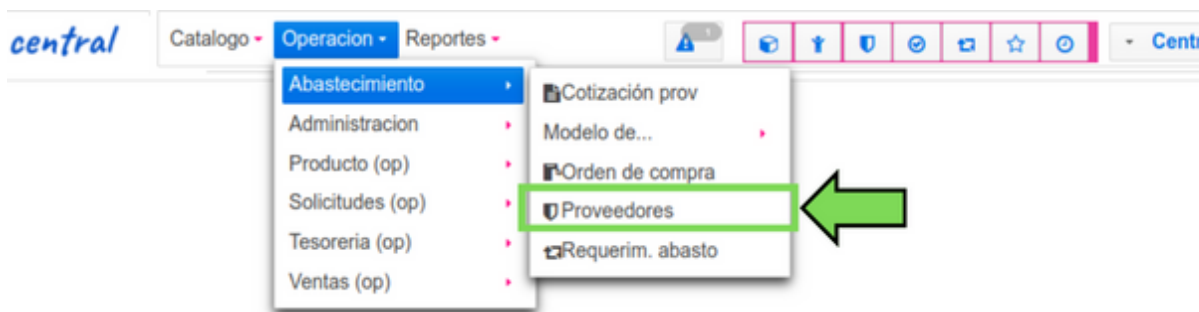 central Catalogo Operacion Reportes 1 Centr
Abastecimiento
Administracion
Producto (op)
Solicitudes (op)
Tesoreria (op)
Ventas (op)
Cotización prov
Modelo de...
Orden de compra
Proveedores
Requerim. abasto